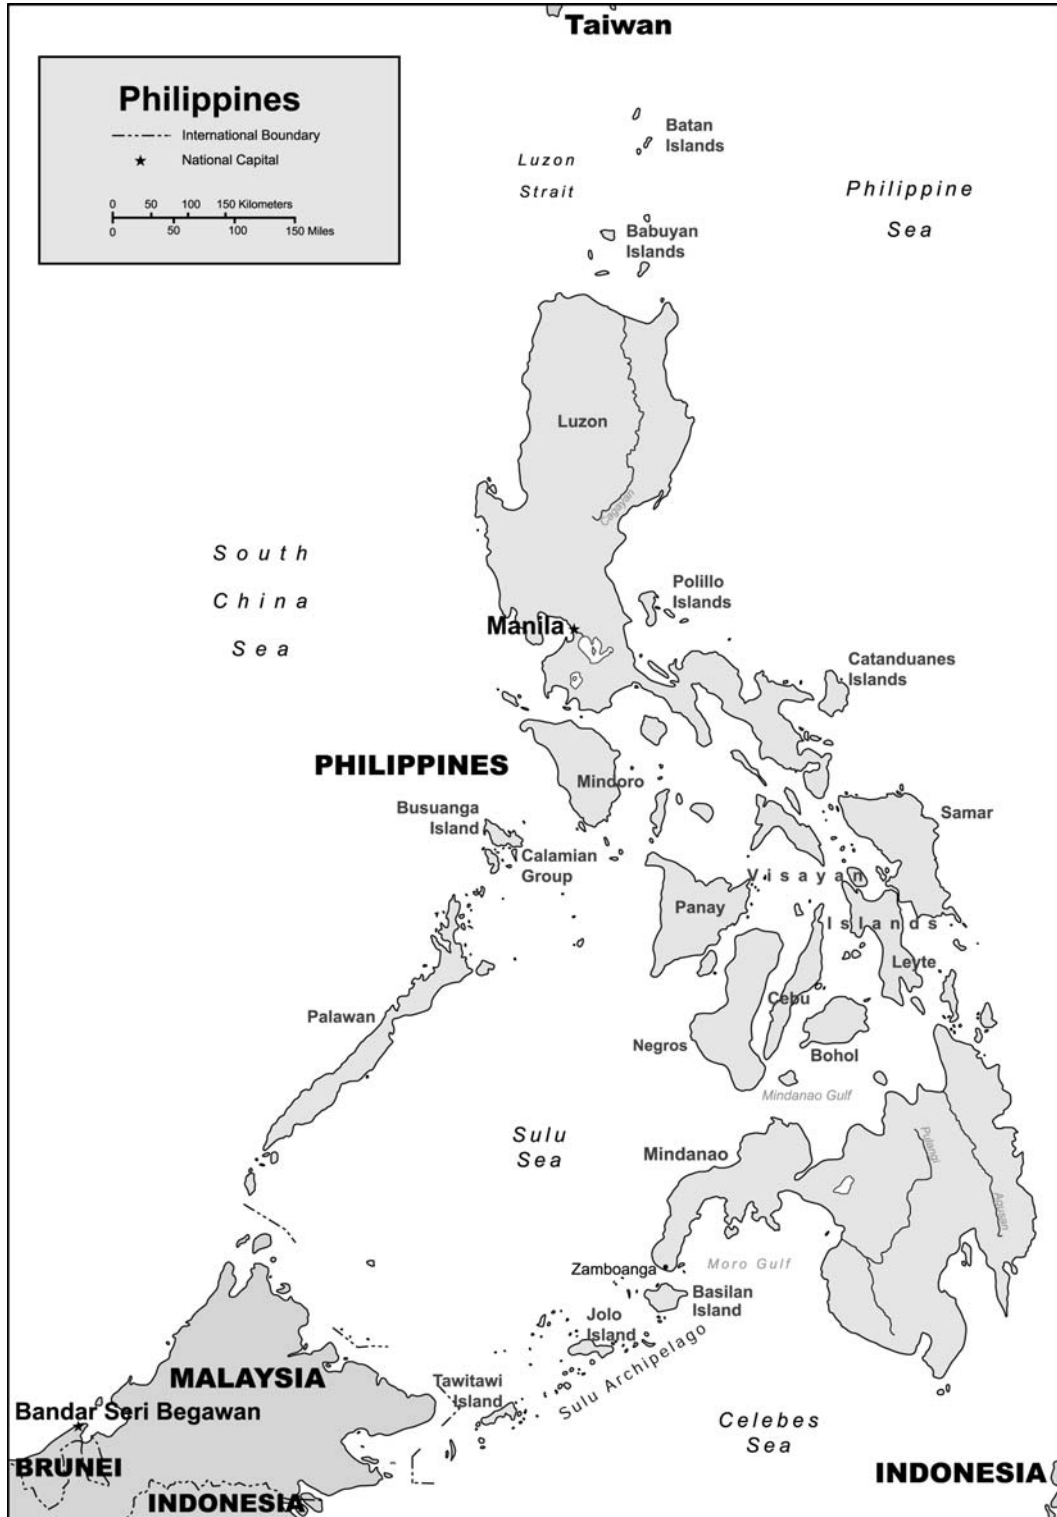 Taiwan
Philippines
International Boundary
National Capital
0 50 100 150 Kilometers
0 50 100 150 Miles
Batan
Islands
Luzon
Strait
Philippine
Sea
Babuyan
Islands
Luzon
Cagayan
South
China
Sea
Polillo
Islands
Manila
Catanduanes
Islands
PHILIPPINES
Mindoro
Busuanga
Island
Samar
Calamian
Group
Visayan
Islands
Panay
Leyte
Cebu
Palawan
Negros
Bohol
Mindanao Gulf
Sulu
Sea
Mindanao
Pulangi
Agusan
Zamboanga
Moro Gulf
Basilan
Island
Jolo
Island
Sulu Archipelago
MALAYSIA
Tawitawi
Island
Bandar Seri Begawan
Celebes
Sea
BRUNEI
INDONESIA
INDONESIA